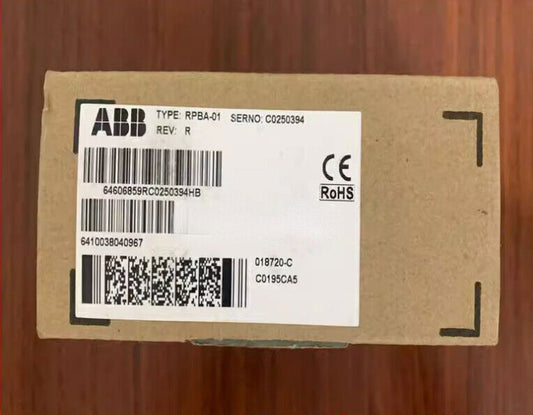 ABB TYPE: RPBA-01 SERNO: C0250394
REV: R
64606859RC0250394HB
CE
RoHS
6410038040967
018720-C
C0195CA5